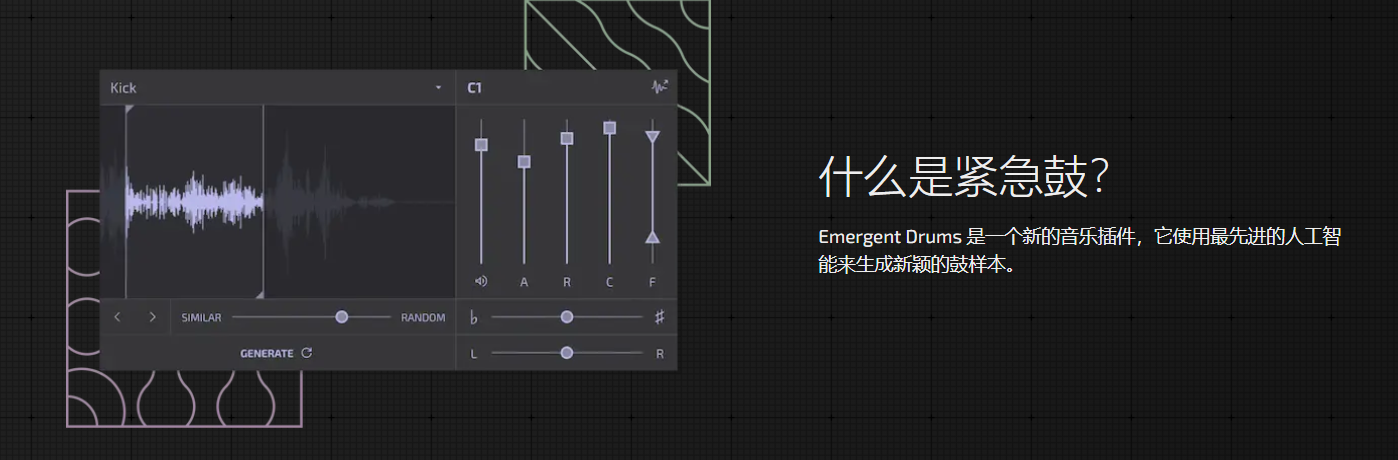 Kick
C1
A R C F
SIMILAR RANDOM
♭ ♯
GENERATE
L R
什么是紧急鼓?
Emergent Drums 是一个新的音乐插件，它使用最先进的人工智
能来生成新颖的鼓样本。